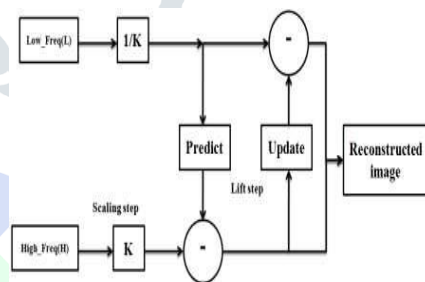 Low_Freq(L)
1/K
-
Predict
Update
Reconstructed
image
Lift step
Scaling step
High_Freq(H)
K
-